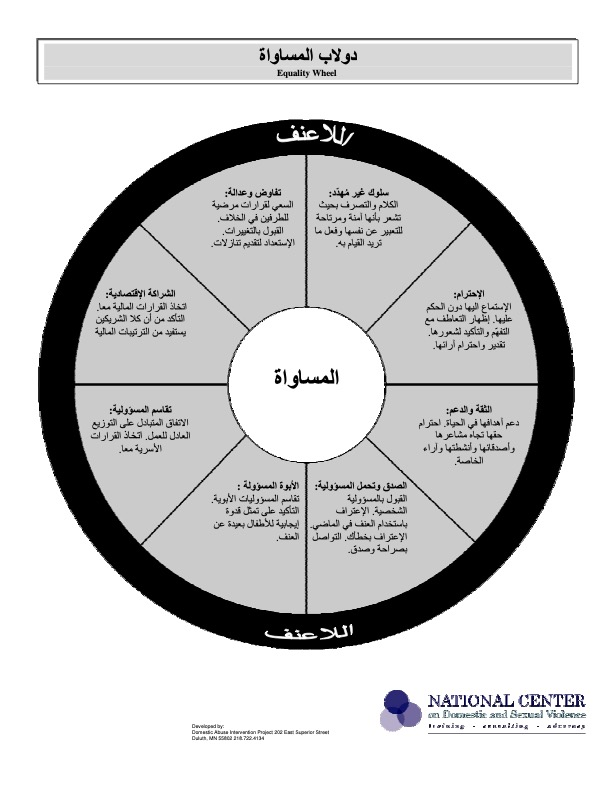 دولاب المساواة
Equality Wheel
اللاعنف
سلوك غير مُهدّد:
الكلام والتصرف بحيث
تشعر بأنها آمنة ومرتاحة
للتعبير عن نفسها وفعل ما
تريد القيام به.
الإحترام:
الإستماع اليها دون الحكم
عليها. إظهار التعاطف مع
التفهّم والتأكيد لشعورها.
تقدير واحترام أرائها.
الثقة والدعم:
دعم أهدافها في الحياة. احترام
حقها تجاه مشاعرها
وأصدقائها وأنشطتها وأراء
الخاصة.
الصدق وتحمل المسؤولية:
القبول بالمسؤولية
الشخصية. الإعتراف
باستخدام العنف في الماضي.
الإعتراف بخطأك. التواصل
بصراحة وصدق.
الأبوة المسؤولة :
تقاسم المسؤوليات الأبوية.
التأكيد على تمثل قدوة
إيجابية للأطفال بعيدة عن
العنف.
تقاسم المسؤولية:
الاتفاق المتبادل على التوزيع
العادل للعمل. اتخاذ القرارات
الأسرية معا.
الشراكة الإقتصادية:
اتخاذ القرارات المالية معا.
التأكد من أن كلا الشريكين
يستفيد من الترتيبات المالية
تفاوض وعدالة:
السعي لقرارات مرضية
للطرفين في الخلاف.
القبول بالتغييرات.
الإستعداد لتقديم تنازلات.
المساواة
اللاعنف
Developed by:
Domestic Abuse Intervention Project 202 East Superior Street
Duluth, MN 55802 218.722.4134
NATIONAL CENTER
on Domestic and Sexual Violence
training · consulting · advocacy